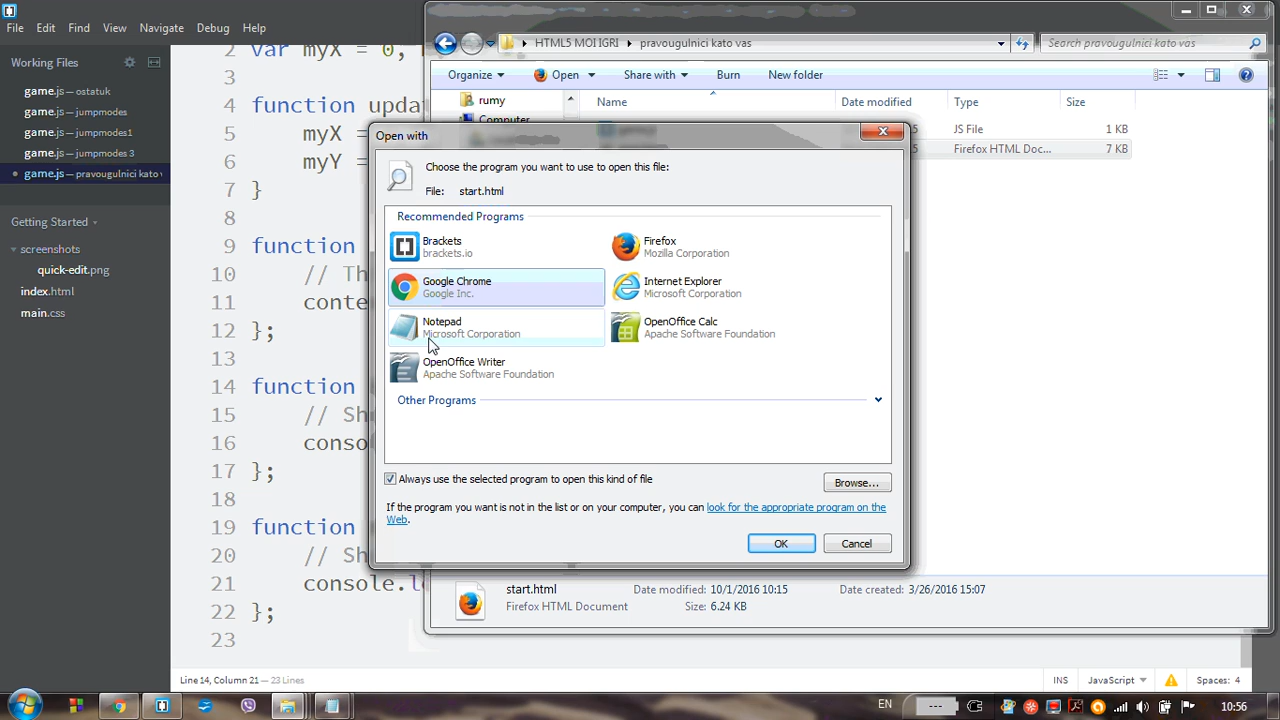 File Edit Find View Navigate Debug Help
Working Files
game.js — ostatuk
game.js — jumpmodes
game.js — jumpmodes1
game.js — jumpmodes 3
game.js — pravougulnici kato
Getting Started
screenshots
quick-edit.png
index.html
main.css
2 var myX = 0,
3
4 function updat
5 myX =
6 myY =
7 }
8
9 function
10 // Th
11 conte
12 };
13
14 function
15 // Sh
16 conso
17 };
18
19 function
20 // Sh
21 console.lo
22 };
23
Line 14, Column 21 — 23 Lines
INS JavaScript Spaces: 4
HTML5 MOI IGRI pravougulnici kato vas
Search pravougulnici kato vas
Organize Open Share with Burn New folder
rumy
Computer
Name Date modified Type Size
5 JS File 1 KB
5 Firefox HTML Doc... 7 KB
Open with
Choose the program you want to use to open this file:
File: start.html
Recommended Programs
Brackets
brackets.io
Firefox
Mozilla Corporation
Google Chrome
Google Inc.
Internet Explorer
Microsoft Corporation
Notepad
Microsoft Corporation
OpenOffice Calc
Apache Software Foundation
OpenOffice Writer
Apache Software Foundation
Other Programs
Always use the selected program to open this kind of file
Browse...
If the program you want is not in the list or on your computer, you can look for the appropriate program on the
Web.
OK Cancel
start.html Date modified: 10/1/2016 10:15 Date created: 3/26/2016 15:07
Firefox HTML Document Size: 6.24 KB
EN 10:56